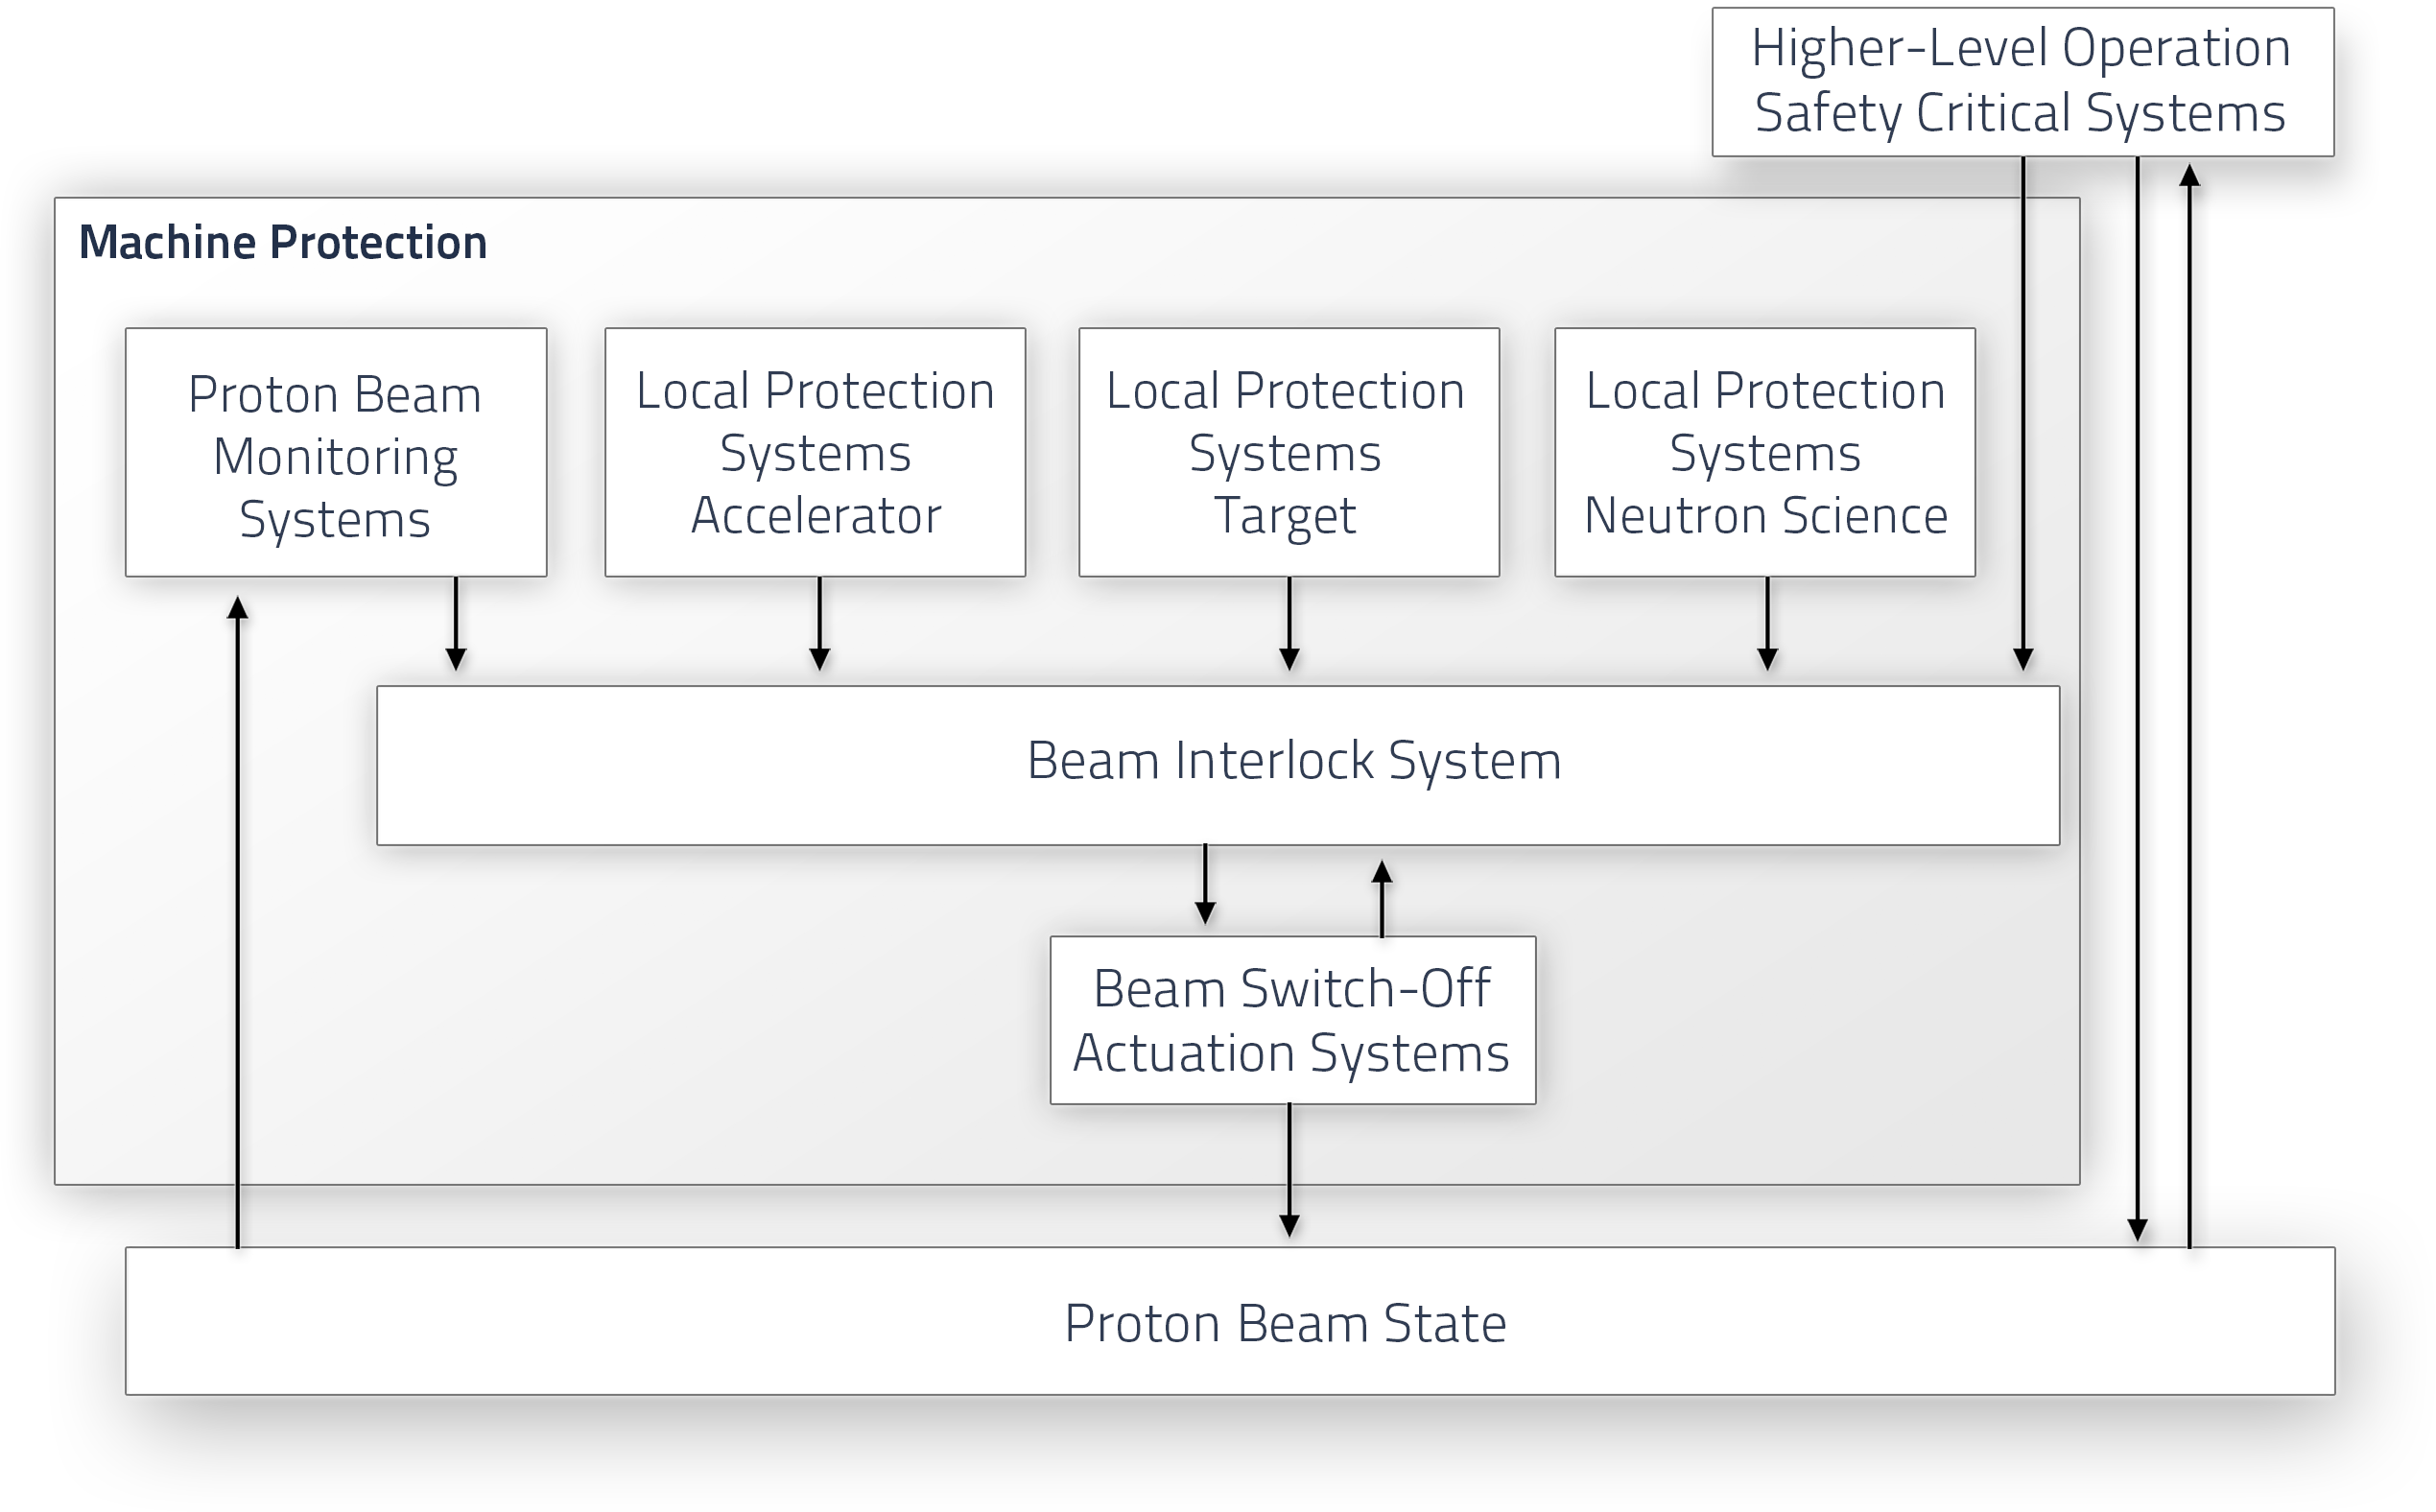 Higher-Level Operation
Safety Critical Systems
Machine Protection
Proton Beam
Monitoring
Systems
Local Protection
Systems
Accelerator
Local Protection
Systems
Target
Local Protection
Systems
Neutron Science
Beam Interlock System
Beam Switch-Off
Actuation Systems
Proton Beam State